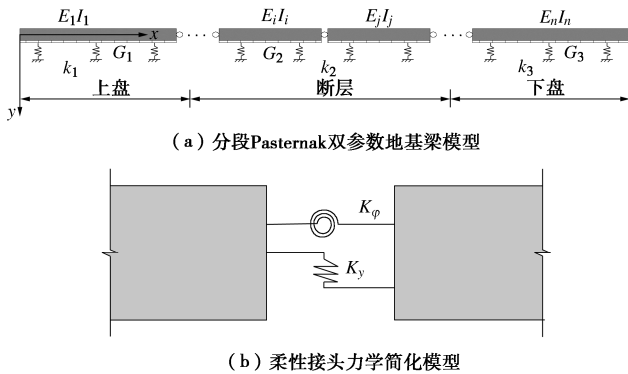 E₁I₁ EᵢIᵢ EⱼIⱼ EₙIₙ
x
G₁ G₂ G₃
k₁ k₂ k₃
上盘 断层 下盘
y
(a)分段Pasternak双参数地基梁模型
Kφ
Ky
(b)柔性接头力学简化模型